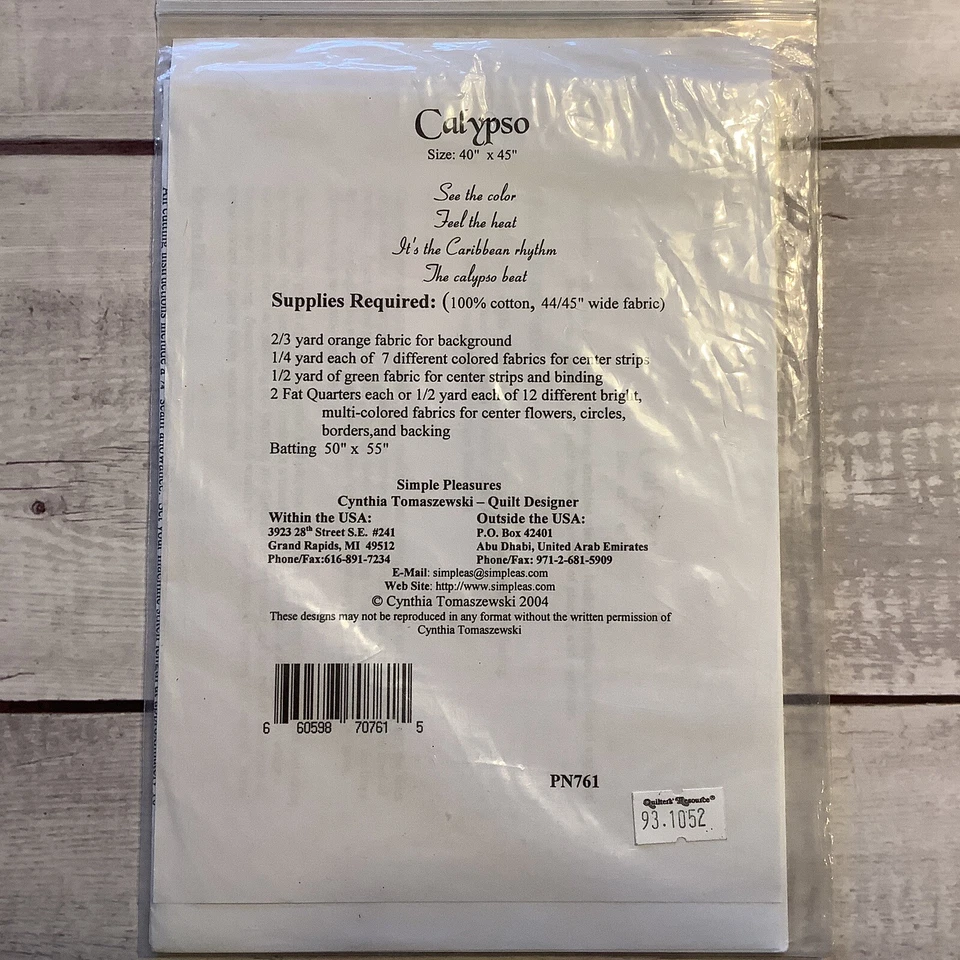 Calypso
Size: 40" x 45"
See the color
Feel the heat
It's the Caribbean rhythm
The calypso beat
Supplies Required: (100% cotton, 44/45" wide fabric)
2/3 yard orange fabric for background
1/4 yard each of 7 different colored fabrics for center strips
1/2 yard of green fabric for center strips and binding
2 Fat Quarters each or 1/2 yard each of 12 different bright,
multi-colored fabrics for center flowers, circles,
borders,and backing
Batting 50" x 55"
Simple Pleasures
Cynthia Tomaszewski – Quilt Designer
Within the USA: Outside the USA:
3923 28th Street S.E. #241 P.O. Box 42401
Grand Rapids, MI 49512 Abu Dhabi, United Arab Emirates
Phone/Fax:616-891-7234 Phone/Fax: 971-2-681-5909
E-Mail: simpleas@simpleas.com
Web Site: http://www.simpleas.com
© Cynthia Tomaszewski 2004
These designs may not be reproduced in any format without the written permission of
Cynthia Tomaszewski
6 60598 70761 5
PN761
Quilters' Resource®
93.1052
All cutting instructions include a